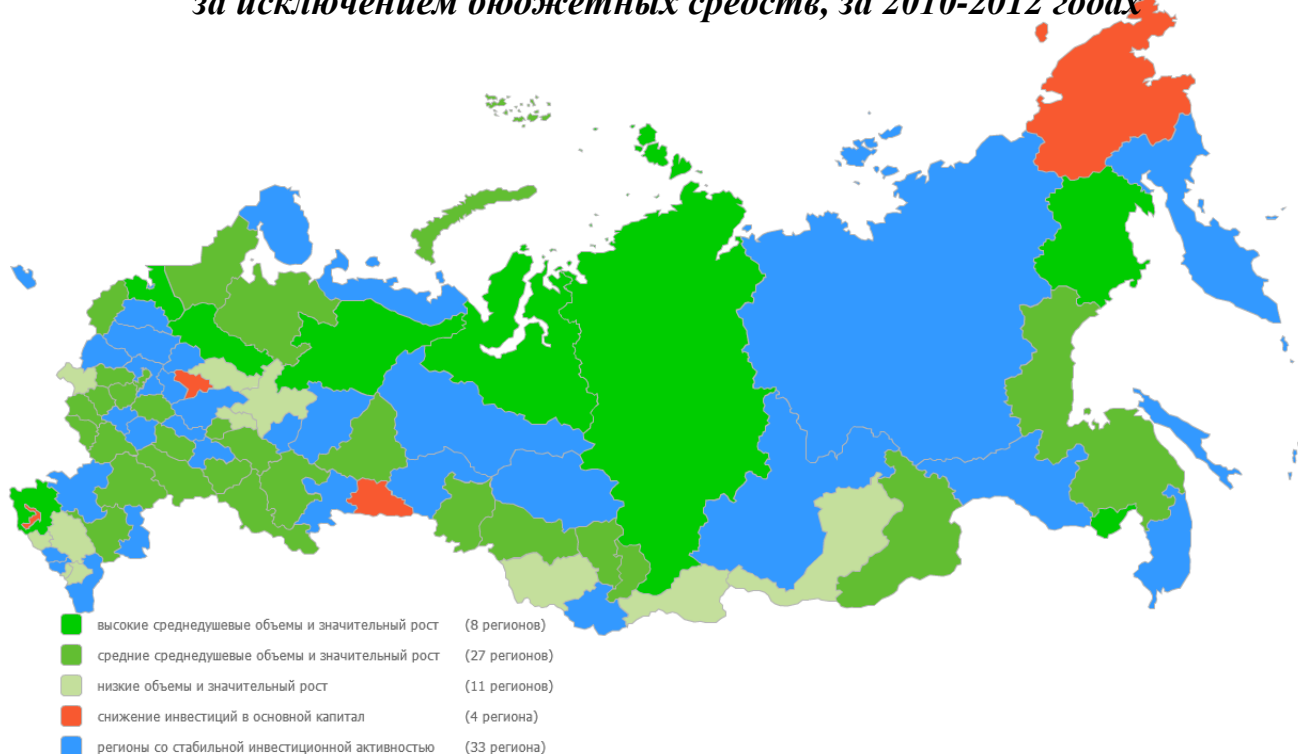 за исключением бюджетных средств, за 2010-2012 годах
высокие среднедушевые объемы и значительный рост (8 регионов)
средние среднедушевые объемы и значительный рост (27 регионов)
низкие объемы и значительный рост (11 регионов)
снижение инвестиций в основной капитал (4 региона)
регионы со стабильной инвестиционной активностью (33 региона)